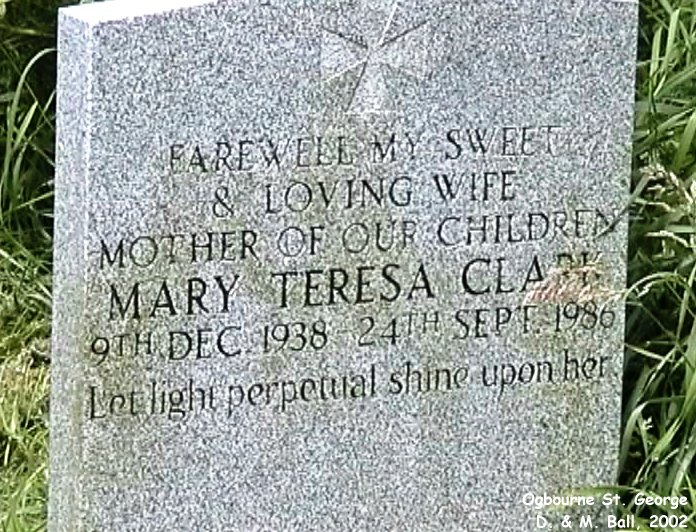 FAREWELL MY SWEET
& LOVING WIFE
MOTHER OF OUR CHILDREN
MARY TERESA CLARK
9TH DEC. 1938 - 24TH SEPT. 1986
Let light perpetual shine upon her
Ogbourne St. George
D. & M. Ball, 2002